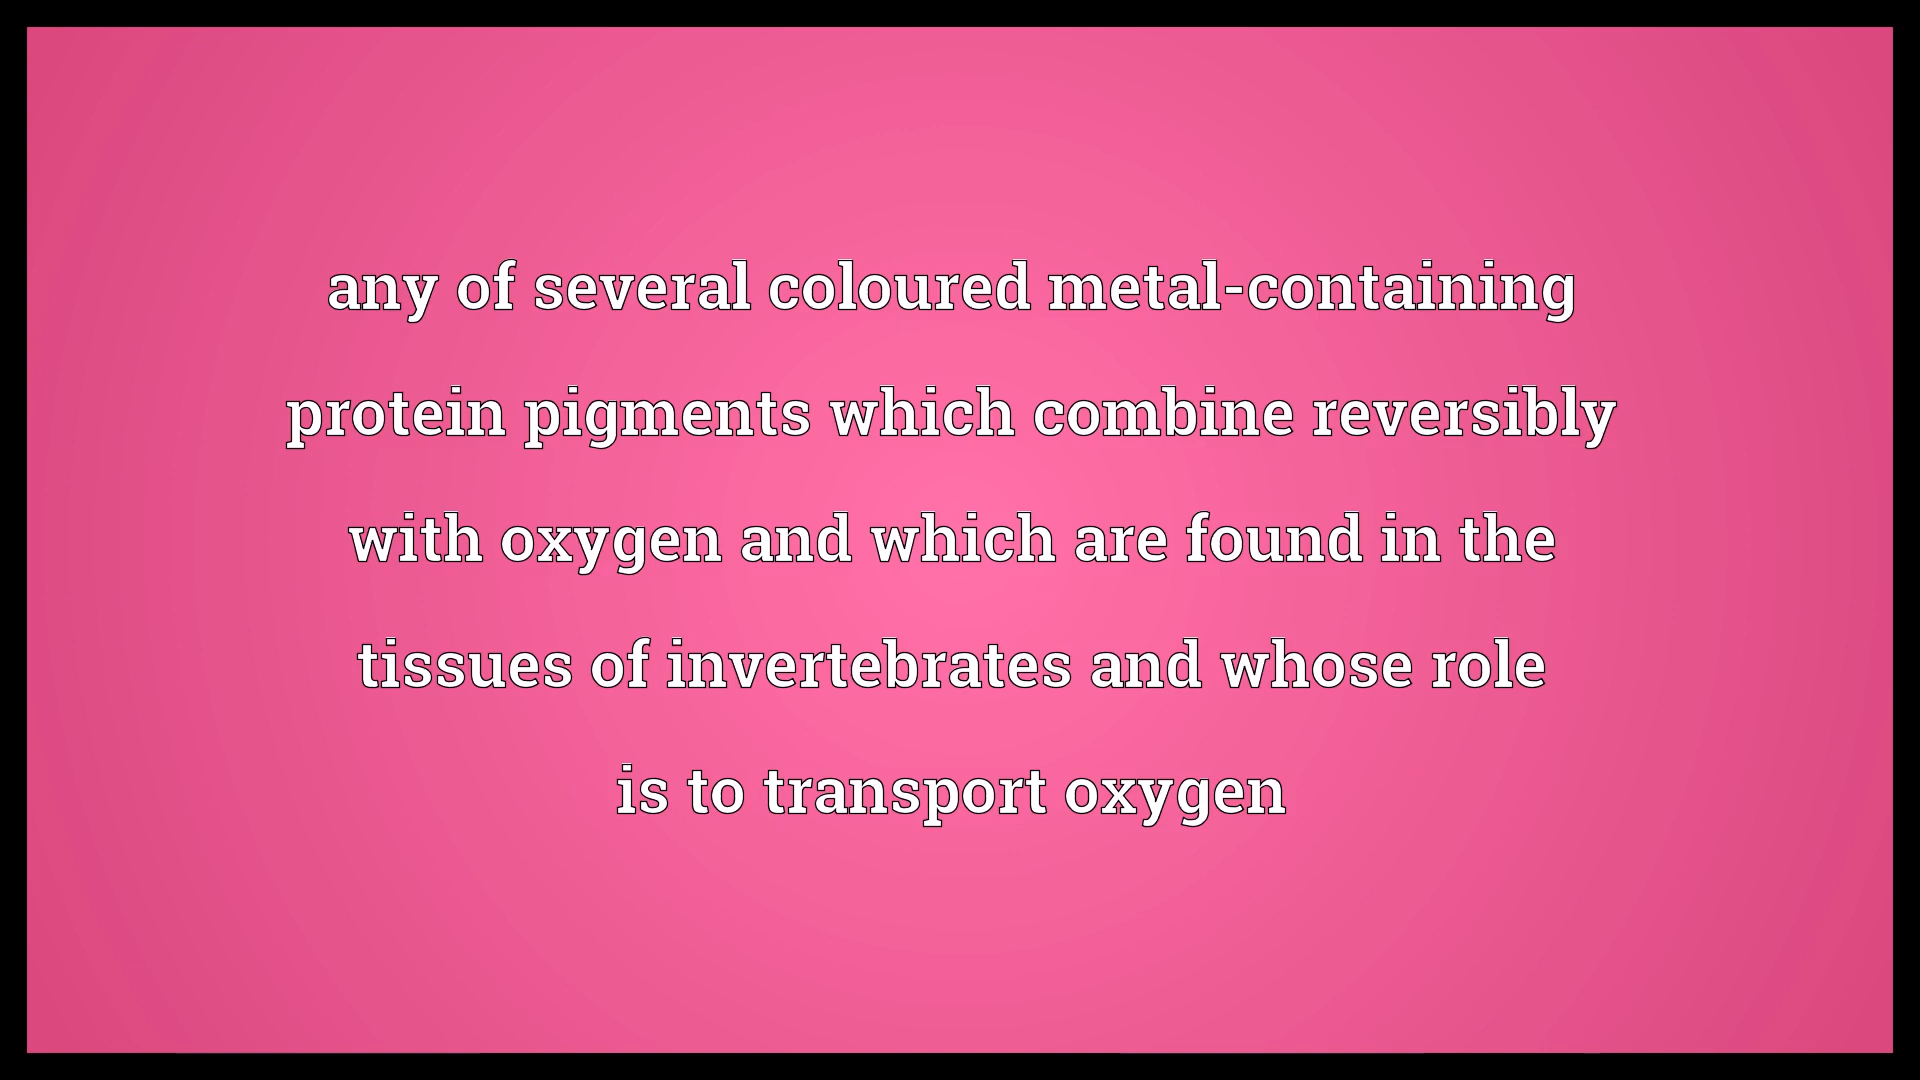 any of several coloured metal-containing
protein pigments which combine reversibly
with oxygen and which are found in the
tissues of invertebrates and whose role
is to transport oxygen